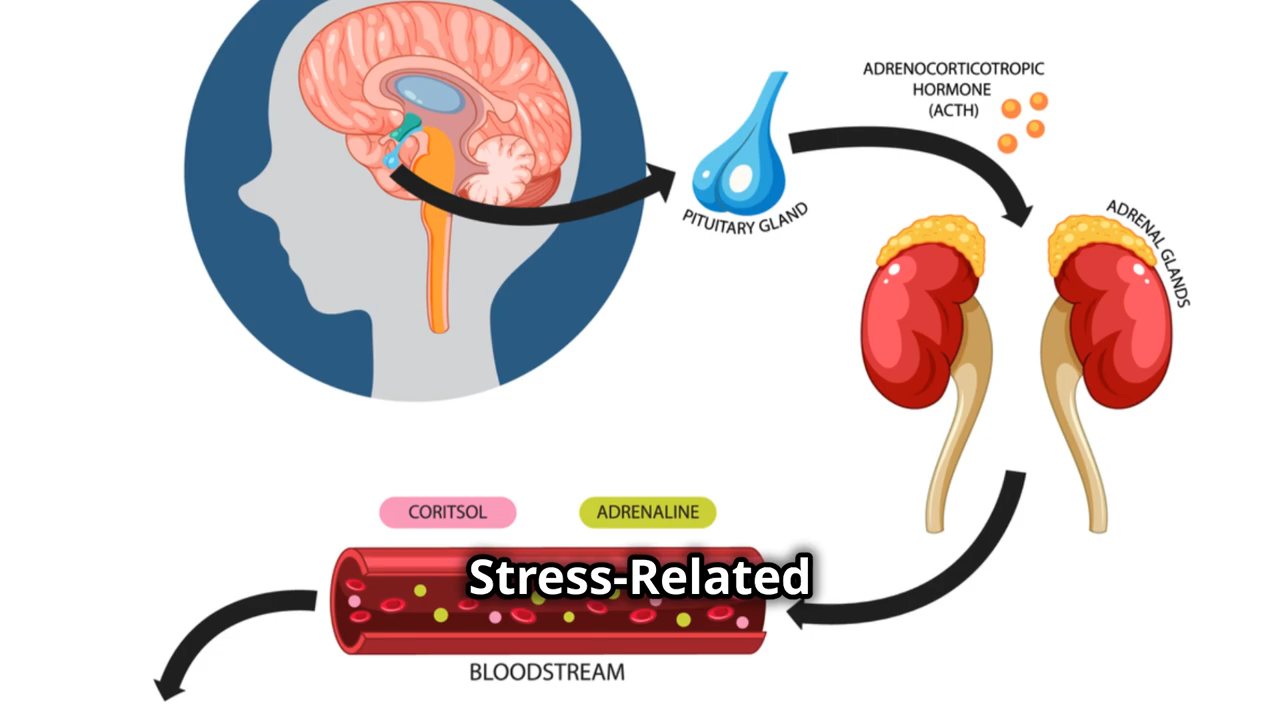 ADRENOCORTICOTROPIC
HORMONE
(ACTH)
PITUITARY GLAND
ADRENAL GLANDS
CORITSOL
ADRENALINE
Stress-Related
BLOODSTREAM